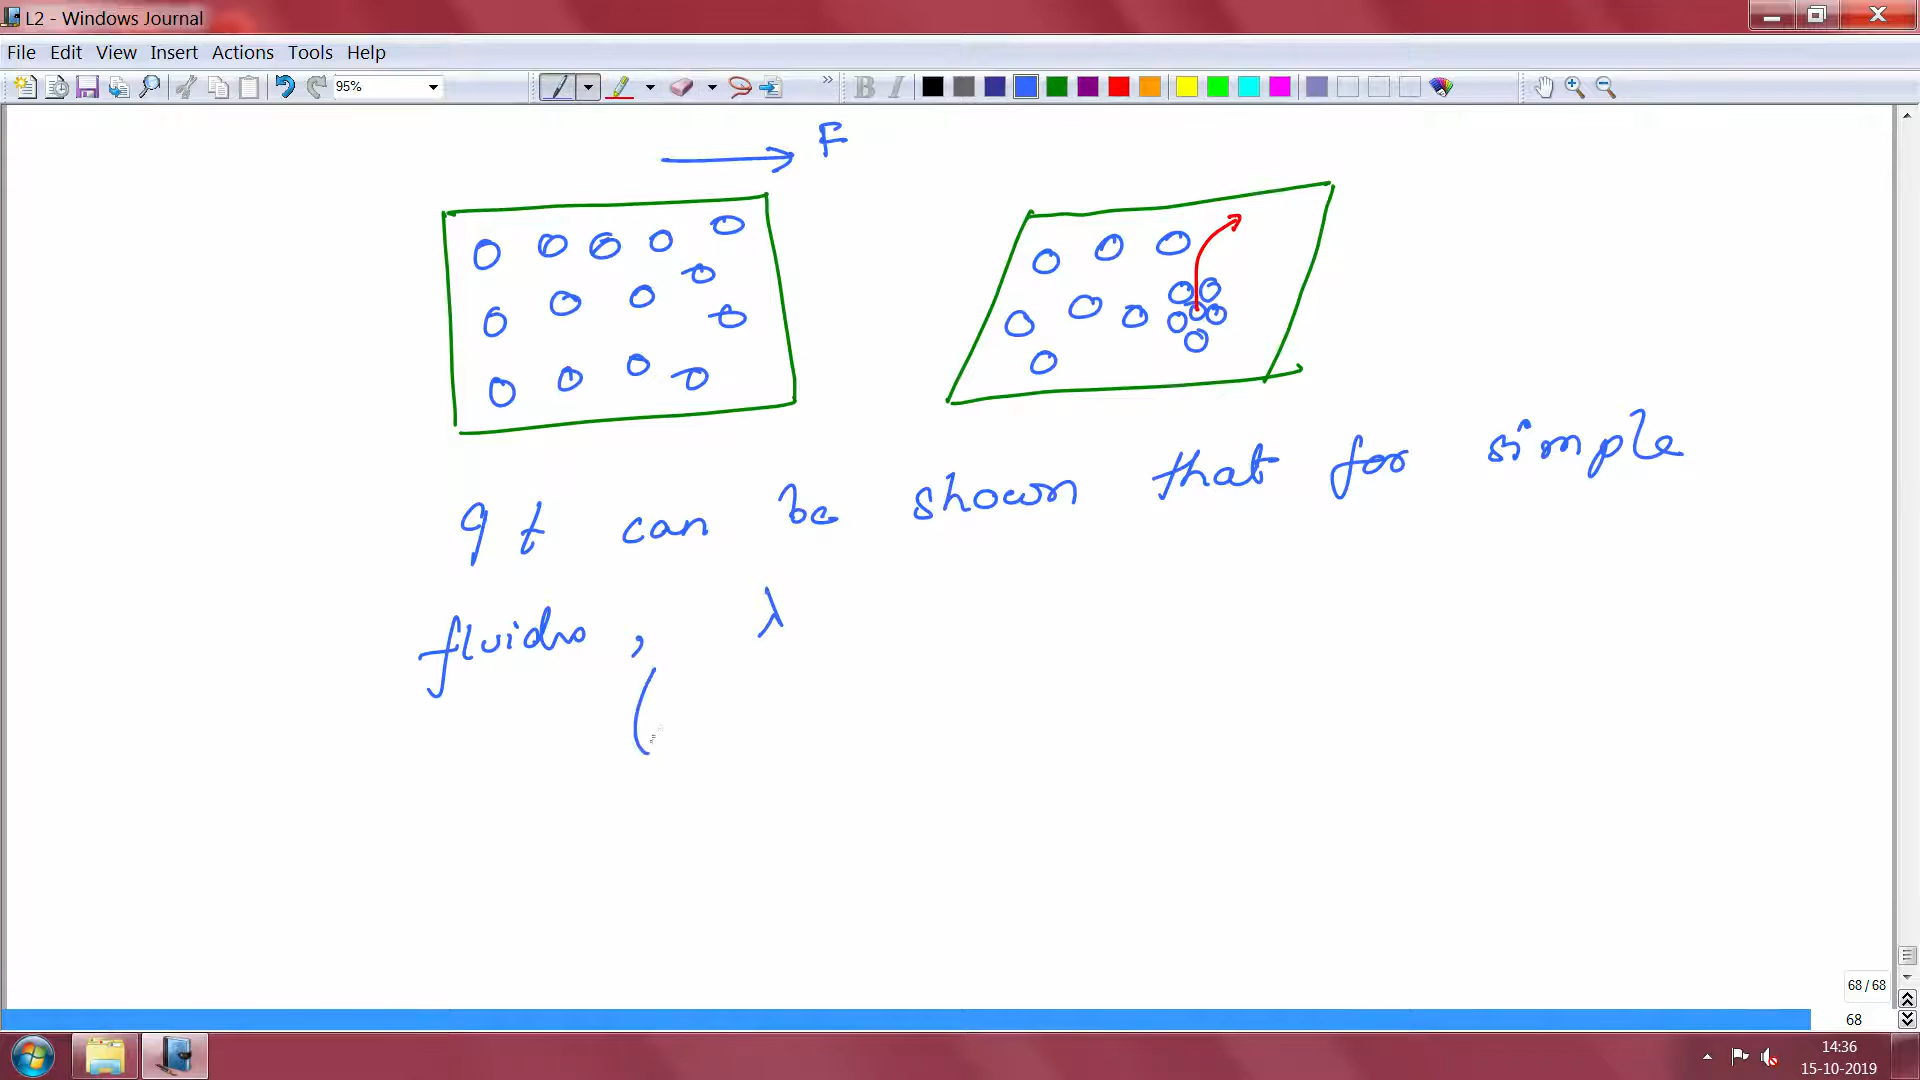 L2 - Windows Journal
File Edit View Insert Actions Tools Help
95%
B I
F
It can be shown that for simple
fluids , λ
(
68 / 68
68
14:36
15-10-2019